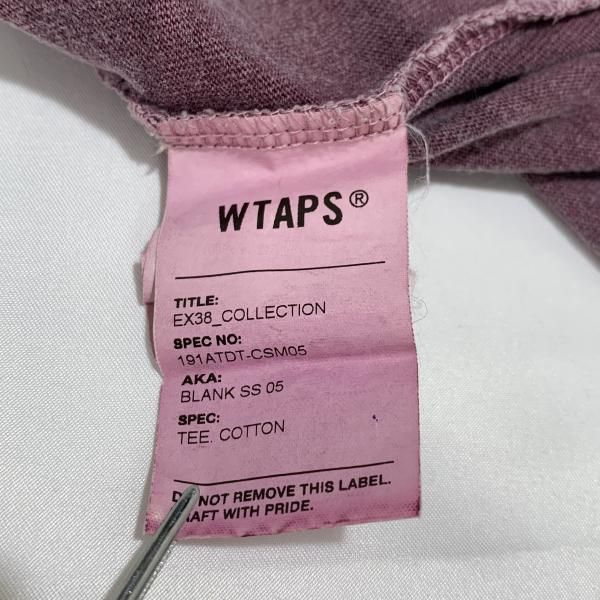 WTAPS®
TITLE:
EX38_COLLECTION
SPEC NO:
191ATDT-CSM05
AKA:
BLANK SS 05
SPEC:
TEE. COTTON
DO NOT REMOVE THIS LABEL.
WITH PRIDE.